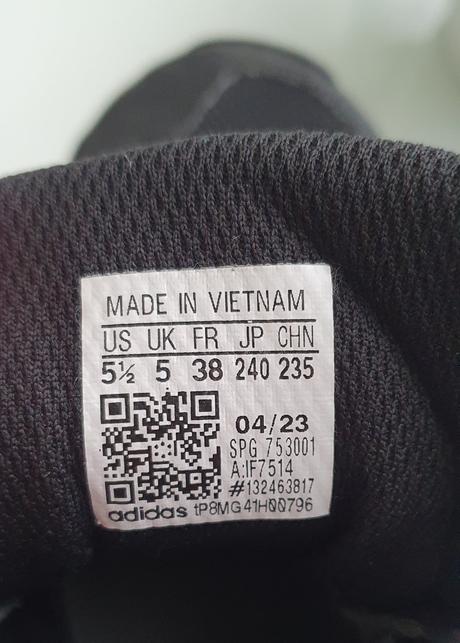 MADE IN VIETNAM
US UK FR JP CHN
5½ 5 38 240 235
04/23
SPG 753001
A:IF7514
#132463817
adidas tP8MG41H00796